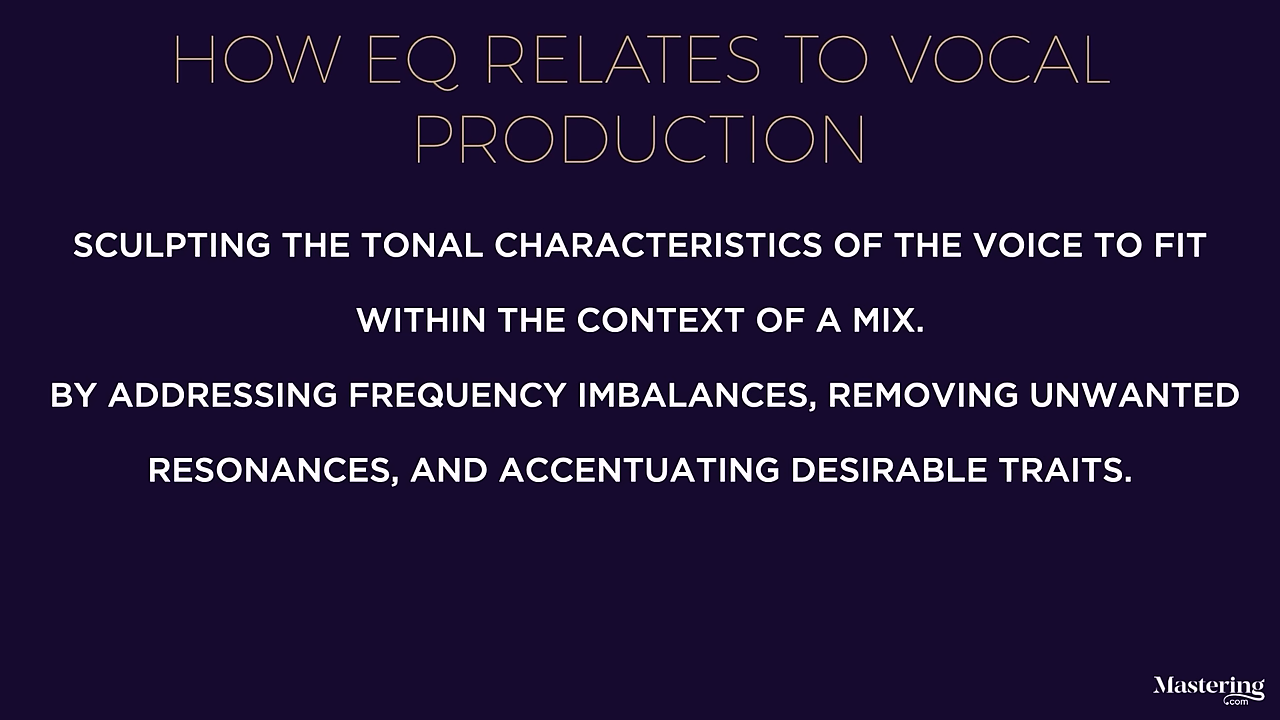 HOW EQ RELATES TO VOCAL
PRODUCTION
SCULPTING THE TONAL CHARACTERISTICS OF THE VOICE TO FIT
WITHIN THE CONTEXT OF A MIX.
BY ADDRESSING FREQUENCY IMBALANCES, REMOVING UNWANTED
RESONANCES, AND ACCENTUATING DESIRABLE TRAITS.
Mastering
.com